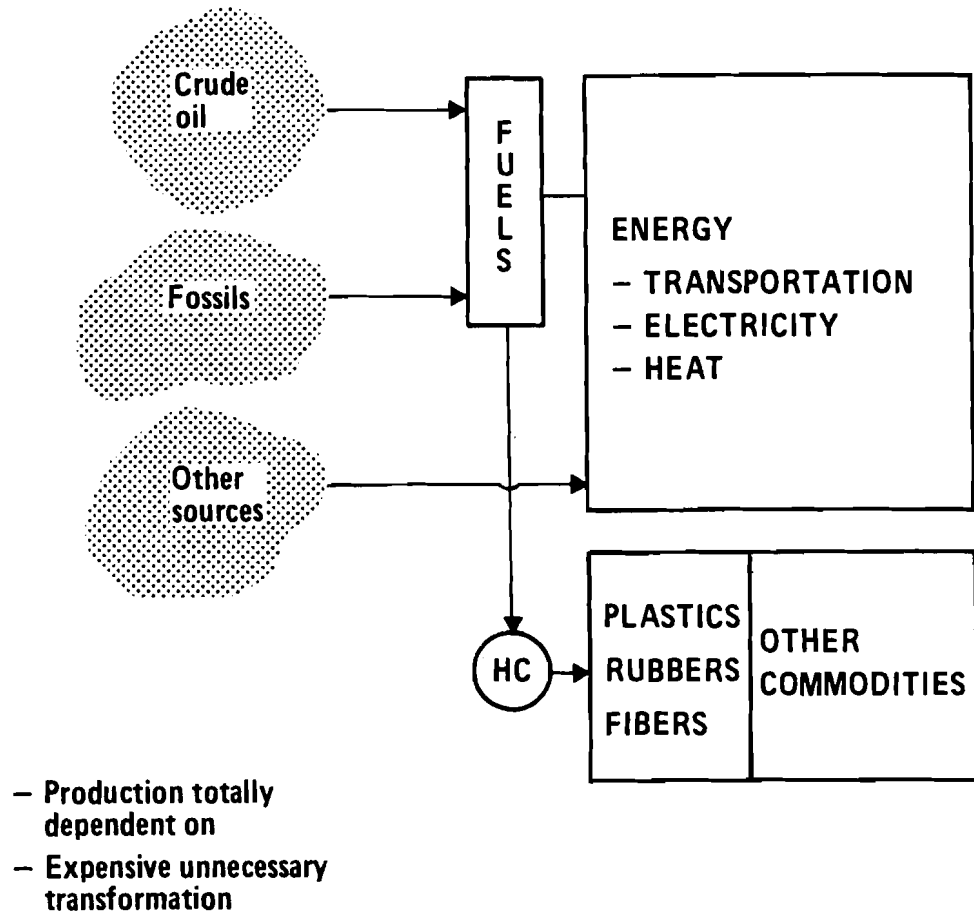 Crude
oil
FUELS
Fossils
ENERGY
– TRANSPORTATION
– ELECTRICITY
– HEAT
Other
sources
HC
PLASTICS
RUBBERS
FIBERS
OTHER
COMMODITIES
– Production totally
dependent on
– Expensive unnecessary
transformation